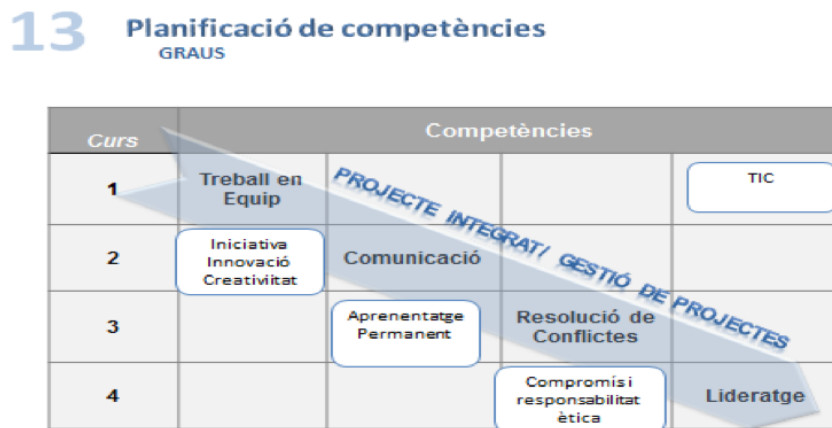 13 Planificació de competències
GRAUS
Curs
Competències
1
Treball en
Equip
TIC
PROJECTE INTEGRAT/ GESTIÓ DE PROJECTES
2
Iniciativa
Innovació
Creativiitat
Comunicació
3
Aprenentatge
Permanent
Resolució de
Conflictes
4
Compromís i
responsabilitat
ètica
Lideratge